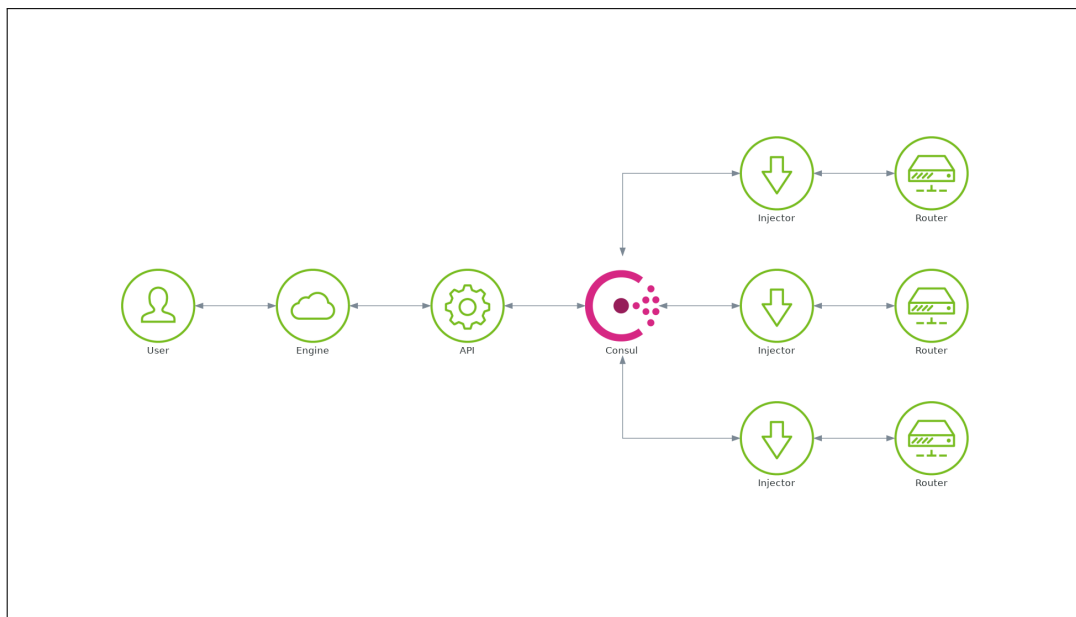 Injector
Router
User
Engine
API
Consul
Injector
Router
Injector
Router